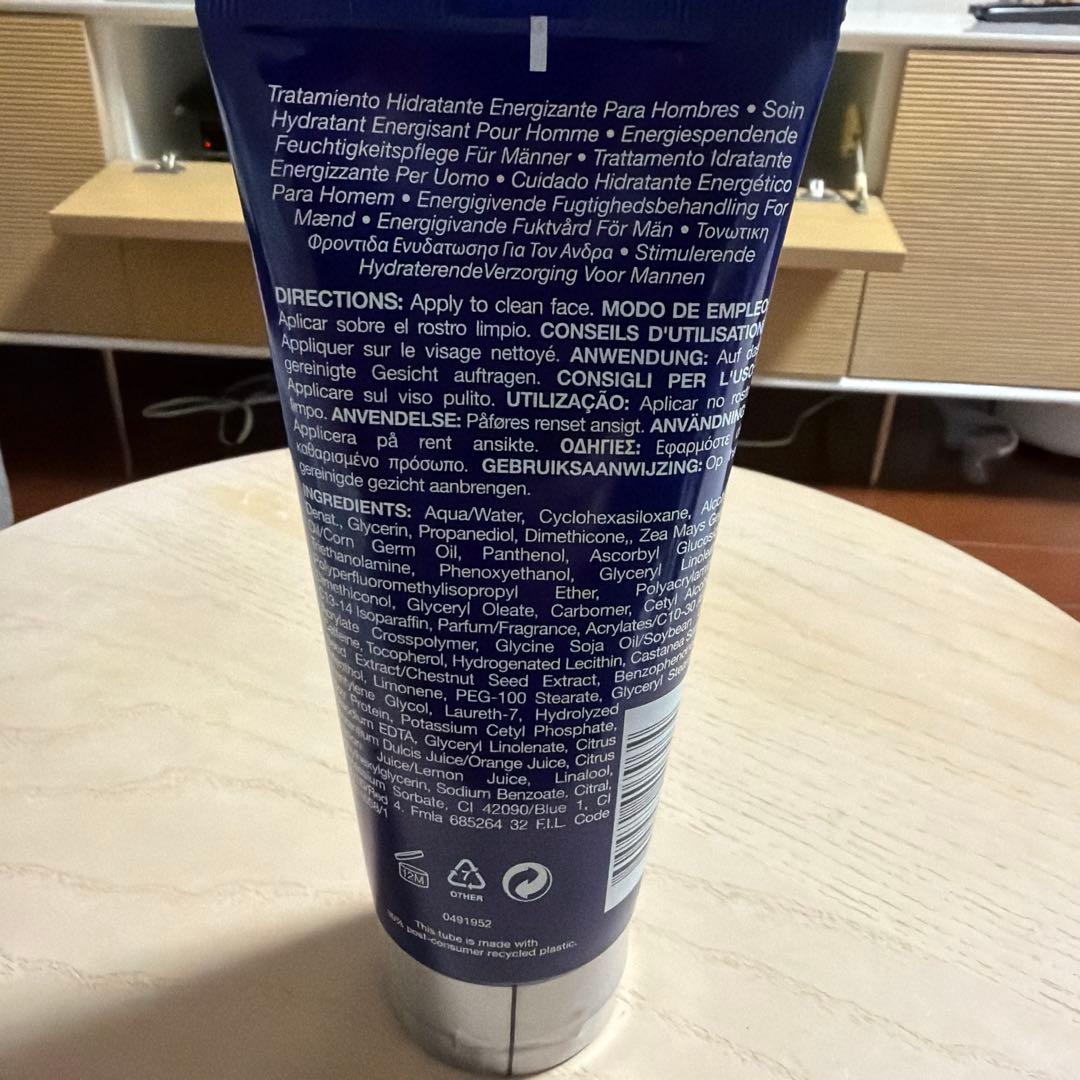 Tratamiento Hidratante Energizante Para Hombres • Soin
Hydratant Energisant Pour Homme • Energiespendende
Feuchtigkeitspflege Für Männer • Trattamento Idratante
Energizzante Per Uomo • Cuidado Hidratante Energético
Para Homem • Energigivende Fugtighedsbehandling For
Mænd • Energigivande Fuktvård För Män • Τονωτικη
Φροντιδα Ενυδατωσησ Για Τον Ανδρα • Stimulerende
HydraterendeVerzorging Voor Mannen
DIRECTIONS: Apply to clean face. MODO DE EMPLEO
Aplicar sobre el rostro limpio. CONSEILS D'UTILISATION
Appliquer sur le visage nettoyé. ANWENDUNG: Auf
gereinigte Gesicht auftragen. CONSIGLI PER L'USO
Applicare sul viso pulito. UTILIZAÇÃO: Aplicar no
limpo. ANVENDELSE: Påføres renset ansigt. ANVÄNDNING
Applicera på rent ansikte. ΟΔΗΓΙΕΣ: Εφαρμόστε
καθαρισμένο πρόσωπο. GEBRUIKSAANWIJZING: Op
gereinigde gezicht aanbrengen.
INGREDIENTS: Aqua/Water, Cyclohexasiloxane,
Denat., Glycerin, Propanediol, Dimethicone,, Zea Mays
Oil/Corn Germ Oil, Panthenol, Ascorbyl
Triethanolamine, Phenoxyethanol, Glyceryl
Polyperfluoromethylisopropyl Ether,
Dimethiconol, Glyceryl Oleate, Carbomer, Cetyl
C13-14 Isoparaffin, Parfum/Fragrance, Acrylates/C10-30
Crosspolymer, Glycine Soja Oil/Soybean
Tocopherol, Hydrogenated Lecithin, Castanea
Extract/Chestnut Seed Extract,
Limonene, PEG-100 Stearate, Glyceryl
Glycol, Laureth-7, Hydrolyzed
Protein, Potassium Cetyl Phosphate,
EDTA, Glyceryl Linolenate, Citrus
Dulcis Juice/Orange Juice, Citrus
Juice/Lemon Juice, Linalool,
Sodium Benzoate, Citral,
Sorbate, CI 42090/Blue 1, CI
4. Fmla 685264 32 F.I.L. Code
12M
7
OTHER
0491952
This tube is made with
post-consumer recycled plastic.